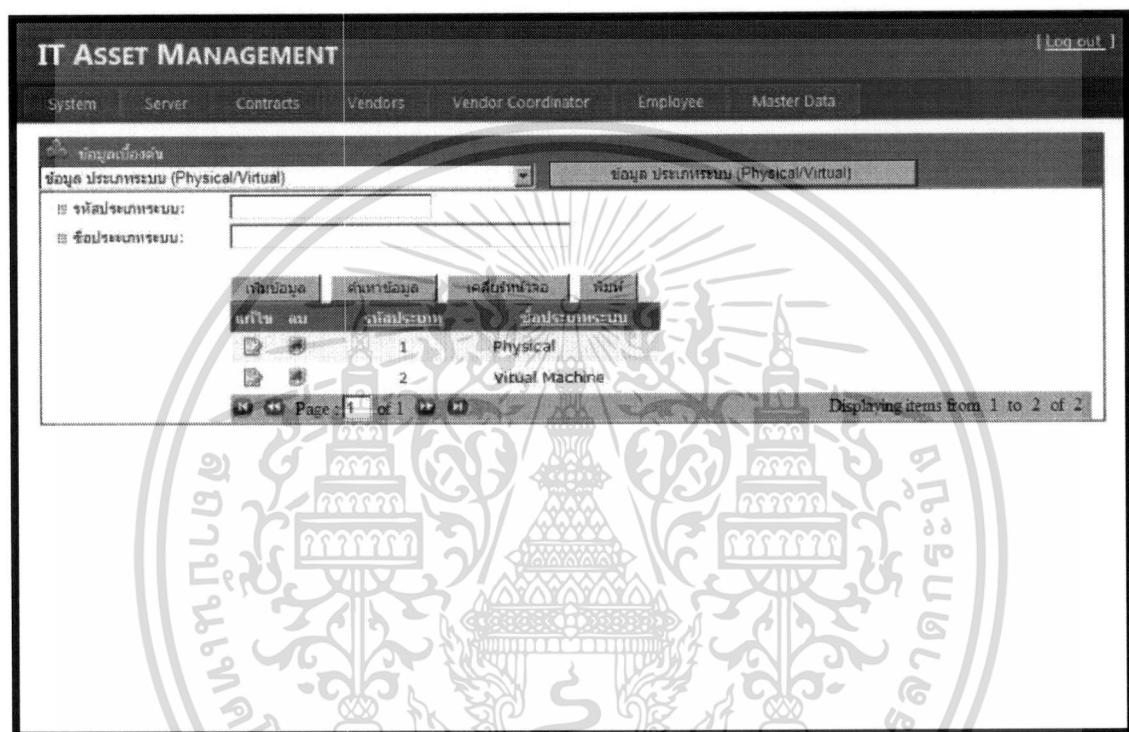 IT ASSET MANAGEMENT
[ Log out ]
System Server Contracts Vendors Vendor Coordinator Employee Master Data
ข้อมูลเบื้องต้น
ข้อมูล ประเภทระบบ (Physical/Virtual) ข้อมูล ประเภทระบบ (Physical/Virtual)
รหัสประเภทระบบ:
ชื่อประเภทระบบ:
เพิ่มข้อมูล ค้นหาข้อมูล เคลียร์หน้าจอ พิมพ์
แก้ไข ลบ รหัสประเภท ชื่อประเภทระบบ
1 Physical
2 Vitual Machine
Page : 1 of 1 Displaying items from 1 to 2 of 2